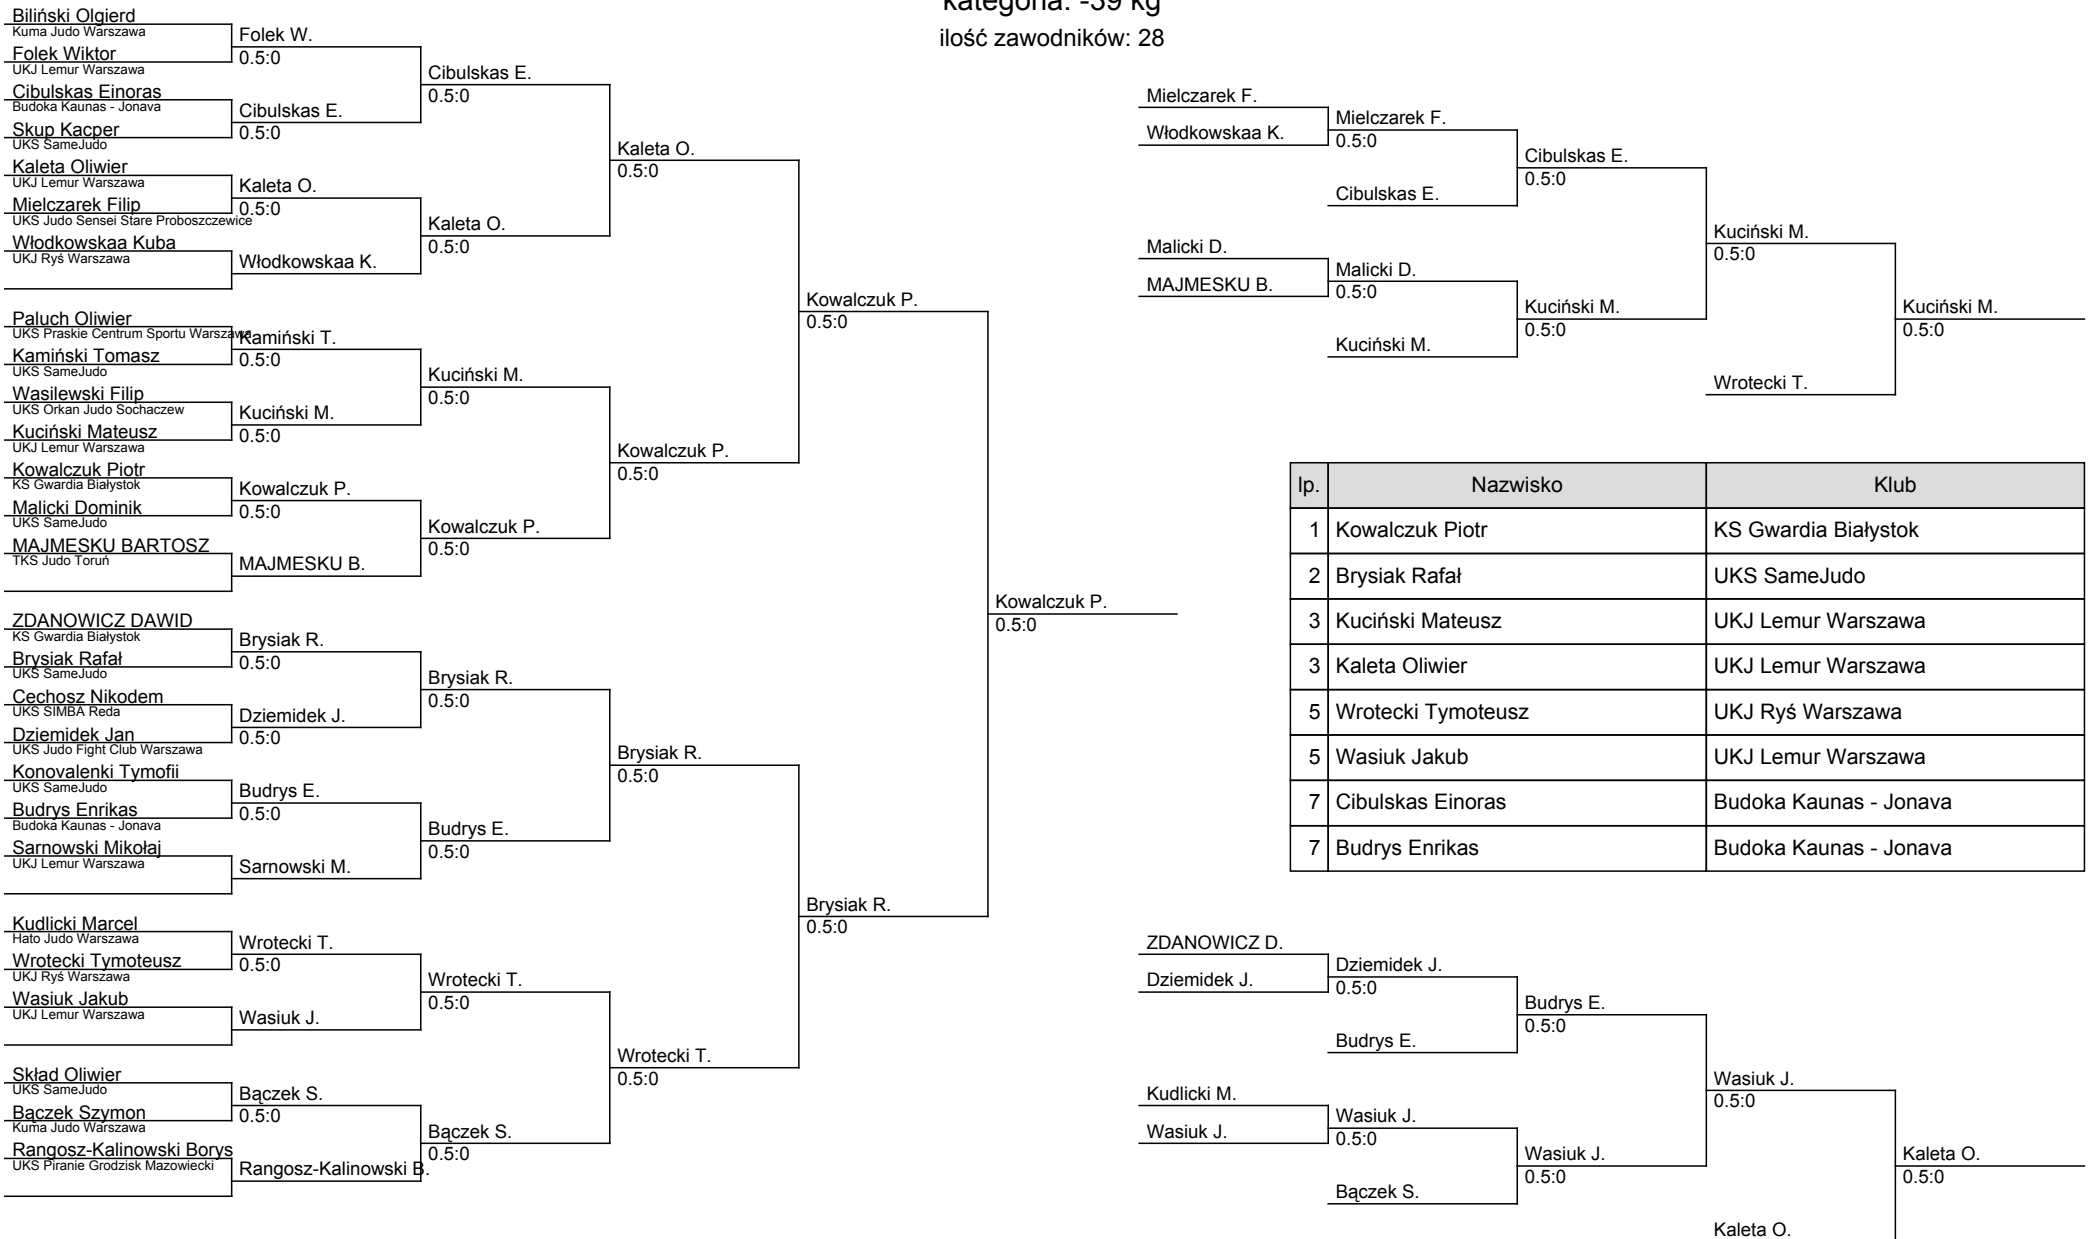 kategoria: -39 kg
ilość zawodników: 28
Biliński Olgierd
Kuma Judo Warszawa
Folek Wiktor
UKJ Lemur Warszawa
Cibulskas Einoras
Budoka Kaunas - Jonava
Skup Kacper
UKS SameJudo
Kaleta Oliwier
UKJ Lemur Warszawa
Mielczarek Filip
UKS Judo Sensei Stare Proboszczewice
Włodkowskaa Kuba
UKJ Ryś Warszawa
Paluch Oliwier
UKS Praskie Centrum Sportu Warszawa
Kamiński Tomasz
UKS SameJudo
Wasilewski Filip
UKS Orkan Judo Sochaczew
Kuciński Mateusz
UKJ Lemur Warszawa
Kowalczuk Piotr
KS Gwardia Białystok
Malicki Dominik
UKS SameJudo
MAJMESKU BARTOSZ
TKS Judo Toruń
ZDANOWICZ DAWID
KS Gwardia Białystok
Brysiak Rafał
UKS SameJudo
Cechosz Nikodem
UKS SIMBA Reda
Dziemidek Jan
UKS Judo Fight Club Warszawa
Konovalenki Tymofii
UKS SameJudo
Budrys Enrikas
Budoka Kaunas - Jonava
Sarnowski Mikołaj
UKJ Lemur Warszawa
Kudlicki Marcel
Hato Judo Warszawa
Wrotecki Tymoteusz
UKJ Ryś Warszawa
Wasiuk Jakub
UKJ Lemur Warszawa
Skład Oliwier
UKS SameJudo
Bączek Szymon
Kuma Judo Warszawa
Rangosz-Kalinowski Borys
UKS Piranie Grodzisk Mazowiecki
Folek W.
0.5:0
Cibulskas E.
0.5:0
Kaleta O.
0.5:0
Włodkowskaa K.
Kamiński T.
0.5:0
Kuciński M.
0.5:0
Kowalczuk P.
0.5:0
MAJMESKU B.
Brysiak R.
0.5:0
Dziemidek J.
0.5:0
Budrys E.
0.5:0
Sarnowski M.
Wrotecki T.
0.5:0
Wasiuk J.
Bączek S.
0.5:0
Rangosz-Kalinowski B.
Cibulskas E.
0.5:0
Kaleta O.
0.5:0
Kuciński M.
0.5:0
Kowalczuk P.
0.5:0
Brysiak R.
0.5:0
Budrys E.
0.5:0
Wrotecki T.
0.5:0
Bączek S.
0.5:0
Kaleta O.
0.5:0
Kowalczuk P.
0.5:0
Brysiak R.
0.5:0
Wrotecki T.
0.5:0
Kowalczuk P.
0.5:0
Brysiak R.
0.5:0
Kowalczuk P.
0.5:0
Mielczarek F.
Włodkowskaa K.
Malicki D.
MAJMESKU B.
Mielczarek F.
0.5:0
Cibulskas E.
Malicki D.
0.5:0
Kuciński M.
Cibulskas E.
0.5:0
Kuciński M.
0.5:0
Kuciński M.
0.5:0
Wrotecki T.
Kuciński M.
0.5:0
lp. Nazwisko Klub
1 Kowalczuk Piotr KS Gwardia Białystok
2 Brysiak Rafał UKS SameJudo
3 Kuciński Mateusz UKJ Lemur Warszawa
3 Kaleta Oliwier UKJ Lemur Warszawa
5 Wrotecki Tymoteusz UKJ Ryś Warszawa
5 Wasiuk Jakub UKJ Lemur Warszawa
7 Cibulskas Einoras Budoka Kaunas - Jonava
7 Budrys Enrikas Budoka Kaunas - Jonava
ZDANOWICZ D.
Dziemidek J.
Kudlicki M.
Wasiuk J.
Dziemidek J.
0.5:0
Budrys E.
Wasiuk J.
0.5:0
Bączek S.
Budrys E.
0.5:0
Wasiuk J.
0.5:0
Wasiuk J.
0.5:0
Kaleta O.
Kaleta O.
0.5:0